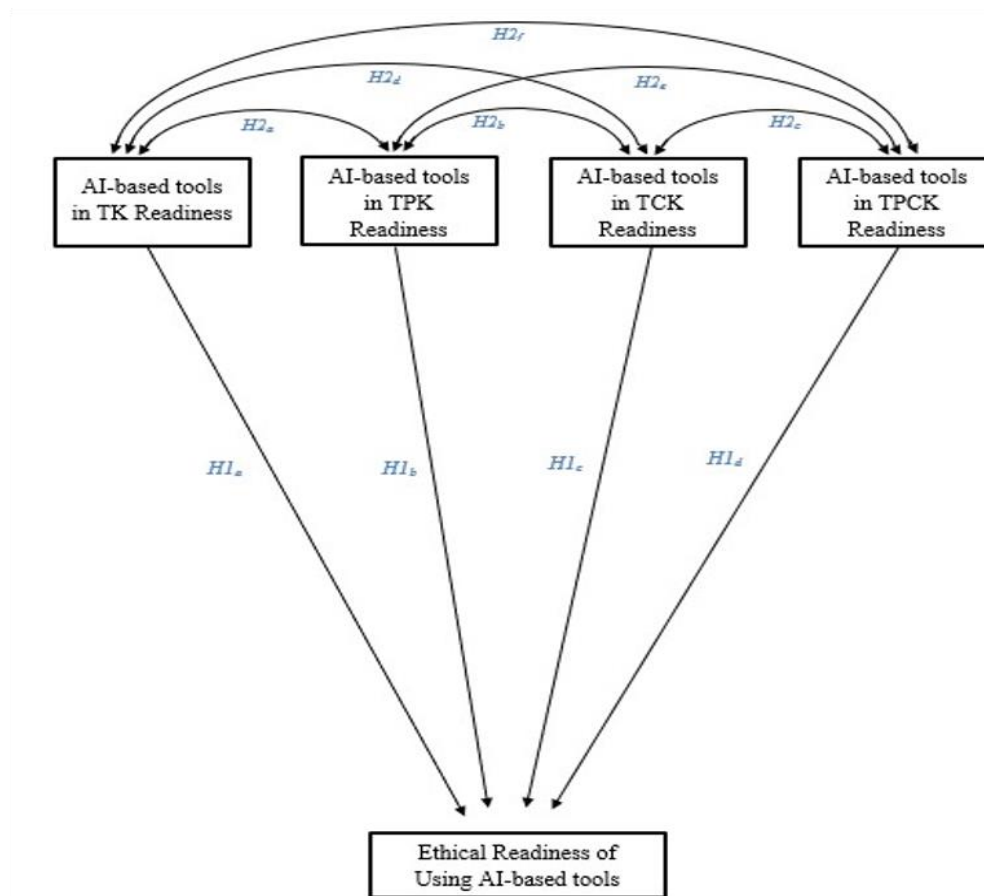 H2f
H2d
H2e
H2a
H2b
H2c
AI-based tools
in TK Readiness
AI-based tools
in TPK
Readiness
AI-based tools
in TCK
Readiness
AI-based tools
in TPCK
Readiness
H1a
H1b
H1c
H1d
Ethical Readiness of
Using AI-based tools